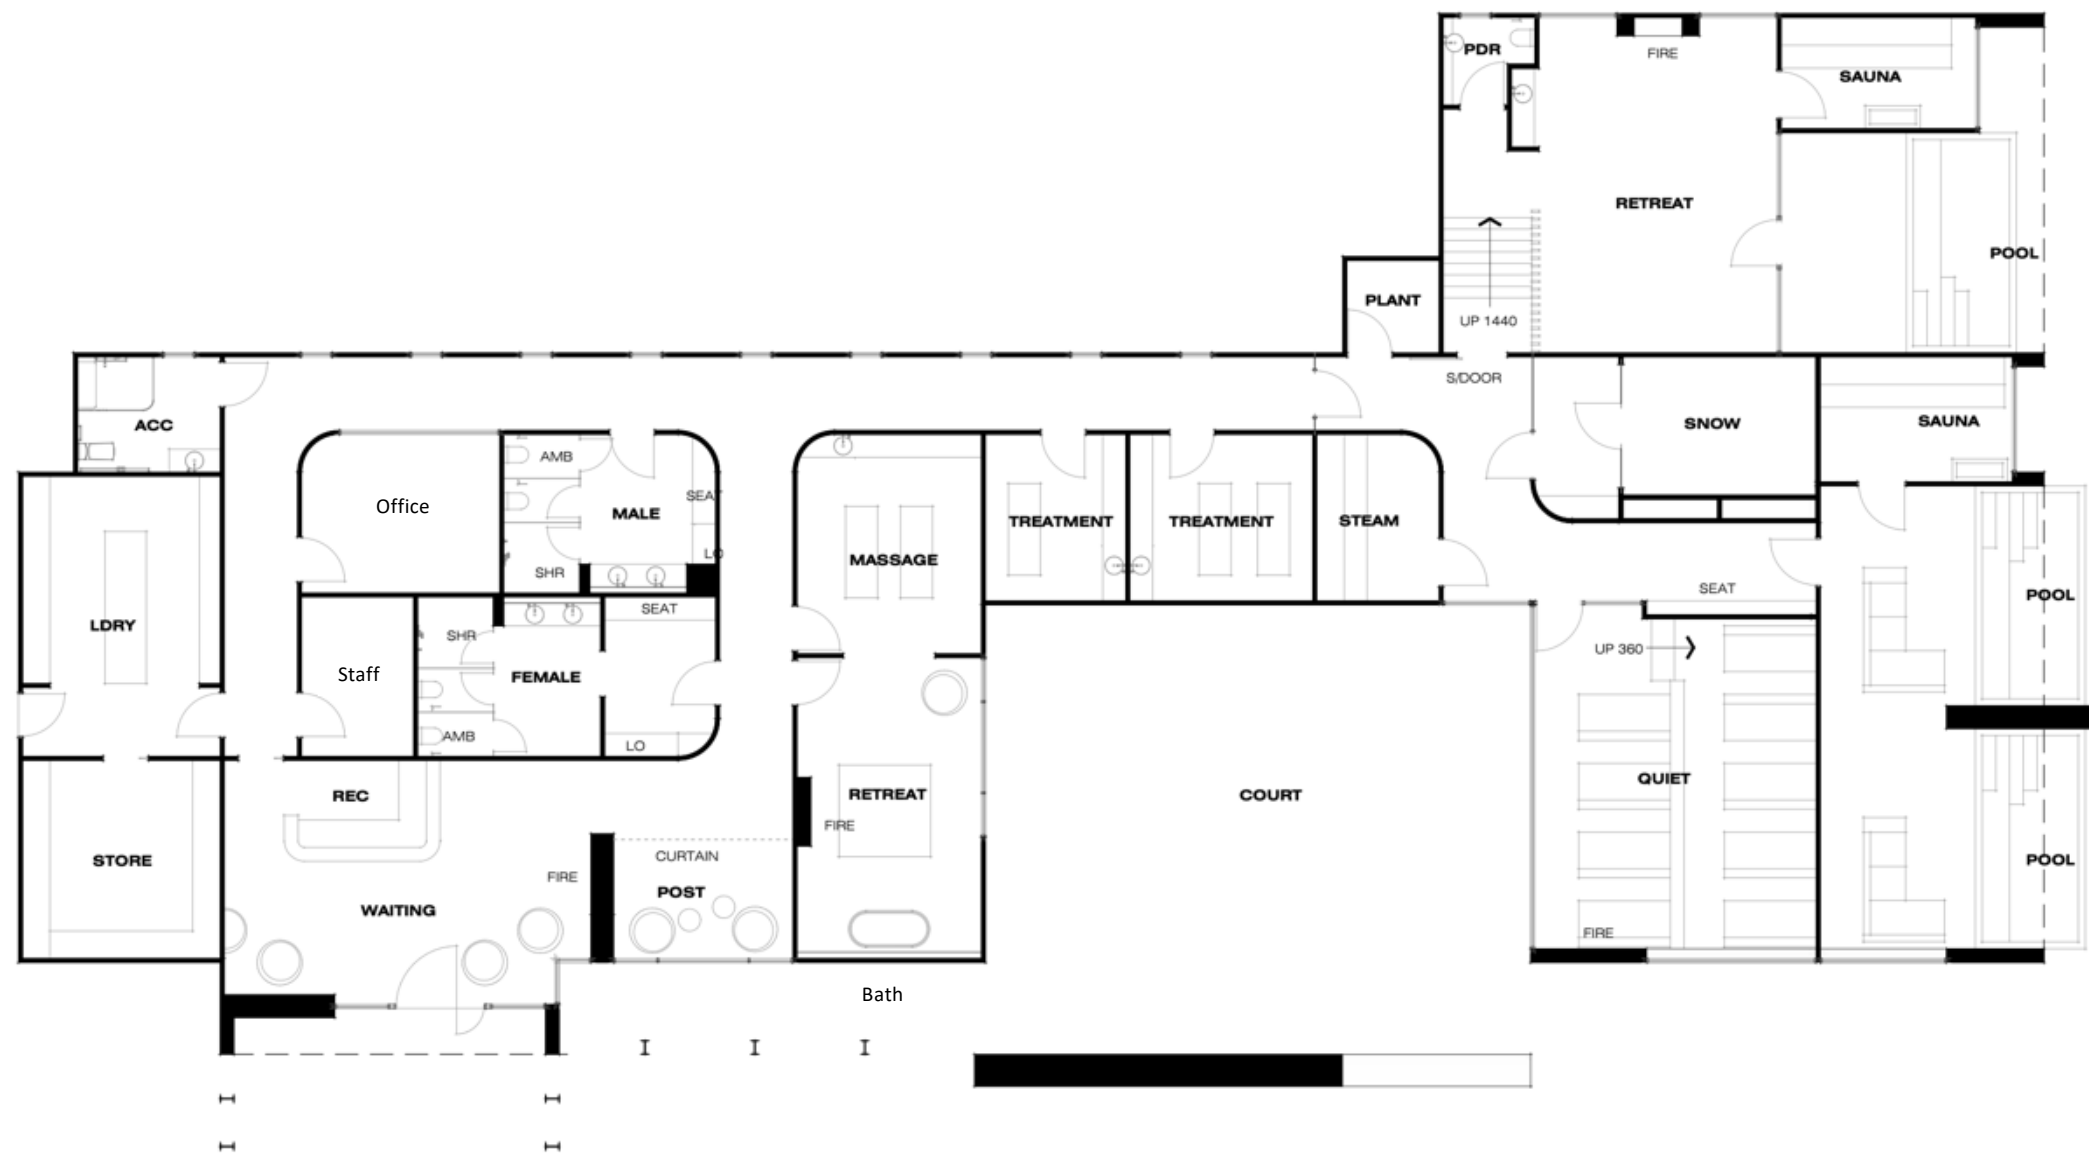 PDR
FIRE
SAUNA
RETREAT
POOL
PLANT
UP 1440
S/DOOR
ACC
SNOW
SAUNA
AMB
SEAT
Office
MALE
TREATMENT
TREATMENT
STEAM
MASSAGE
LO
SHR
SEAT
SEAT
POOL
LDRY
SHR
UP 360
Staff
FEMALE
AMB
LO
QUIET
REC
RETREAT
COURT
FIRE
STORE
CURTAIN
POOL
FIRE
POST
WAITING
FIRE
Bath